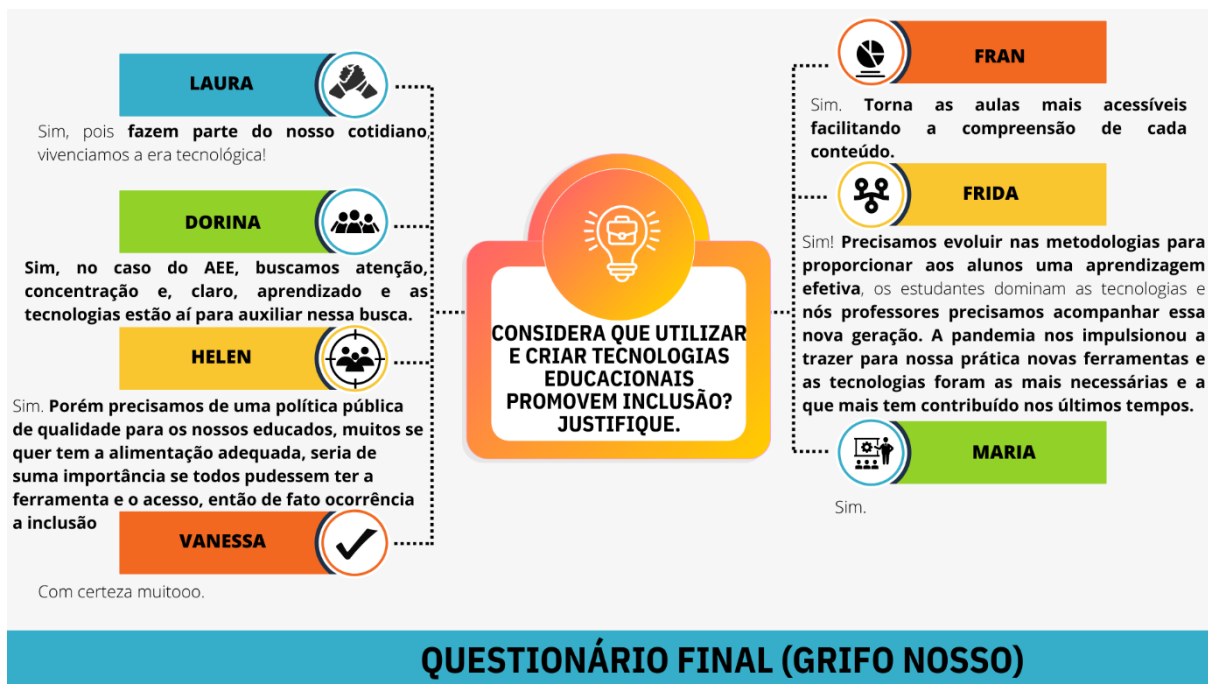 LAURA
Sim, pois fazem parte do nosso cotidiano,
vivenciamos a era tecnológica!
DORINA
Sim, no caso do AEE, buscamos atenção,
concentração e, claro, aprendizado e as
tecnologias estão aí para auxiliar nessa busca.
HELEN
Sim. Porém precisamos de uma política pública
de qualidade para os nossos educados, muitos se
quer tem a alimentação adequada, seria de
suma importância se todos pudessem ter a
ferramenta e o acesso, então de fato ocorrência
a inclusão
VANESSA
Com certeza muitooo.
CONSIDERA QUE UTILIZAR
E CRIAR TECNOLOGIAS
EDUCACIONAIS
PROMOVEM INCLUSÃO?
JUSTIFIQUE.
FRAN
Sim. Torna as aulas mais acessíveis
facilitando a compreensão de cada
conteúdo.
FRIDA
Sim! Precisamos evoluir nas metodologias para
proporcionar aos alunos uma aprendizagem
efetiva, os estudantes dominam as tecnologias e
nós professores precisamos acompanhar essa
nova geração. A pandemia nos impulsionou a
trazer para nossa prática novas ferramentas e
as tecnologias foram as mais necessárias e a
que mais tem contribuído nos últimos tempos.
MARIA
Sim.
QUESTIONÁRIO FINAL (GRIFO NOSSO)